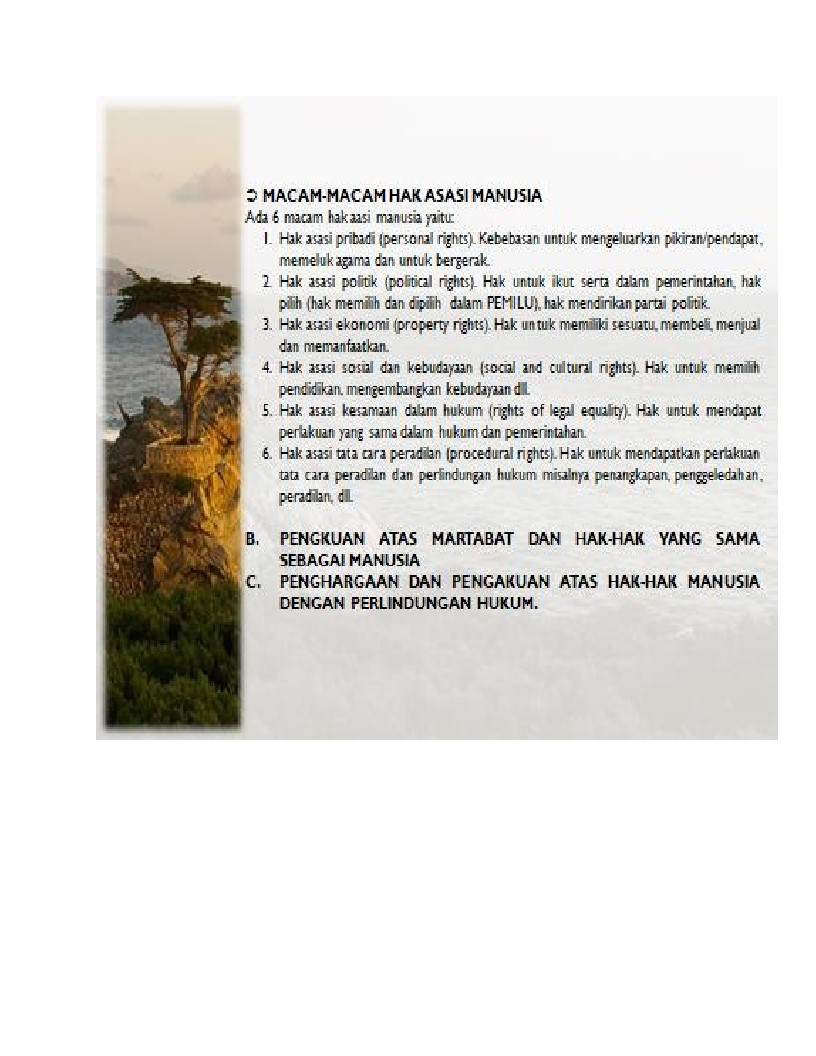 ➲ MACAM-MACAM HAK ASASI MANUSIA
Ada 6 macam hak aasi manusia yaitu:
1. Hak asasi pribadi (personal rights). Kebebasan untuk mengeluarkan pikiran/pendapat,
memeluk agama dan untuk bergerak.
2. Hak asasi politik (political rights). Hak untuk ikut serta dalam pemerintahan, hak
pilih (hak memilih dan dipilih dalam PEMILU), hak mendirikan partai politik.
3. Hak asasi ekonomi (property rights). Hak untuk memiliki sesuatu, membeli, menjual
dan memanfaatkan.
4. Hak asasi sosial dan kebudayaan (social and cultural rights). Hak untuk memilih
pendidikan, mengembangkan kebudayaan dll.
5. Hak asasi kesamaan dalam hukum (rights of legal equality). Hak untuk mendapat
perlakuan yang sama dalam hukum dan pemerintahan.
6. Hak asasi tata cara peradilan (procedural rights). Hak untuk mendapatkan perlakuan
tata cara peradilan dan perlindungan hukum misalnya penangkapan, penggeledahan,
peradilan, dll.
B. PENGKUAN ATAS MARTABAT DAN HAK-HAK YANG SAMA
SEBAGAI MANUSIA
C. PENGHARGAAN DAN PENGAKUAN ATAS HAK-HAK MANUSIA
DENGAN PERLINDUNGAN HUKUM.